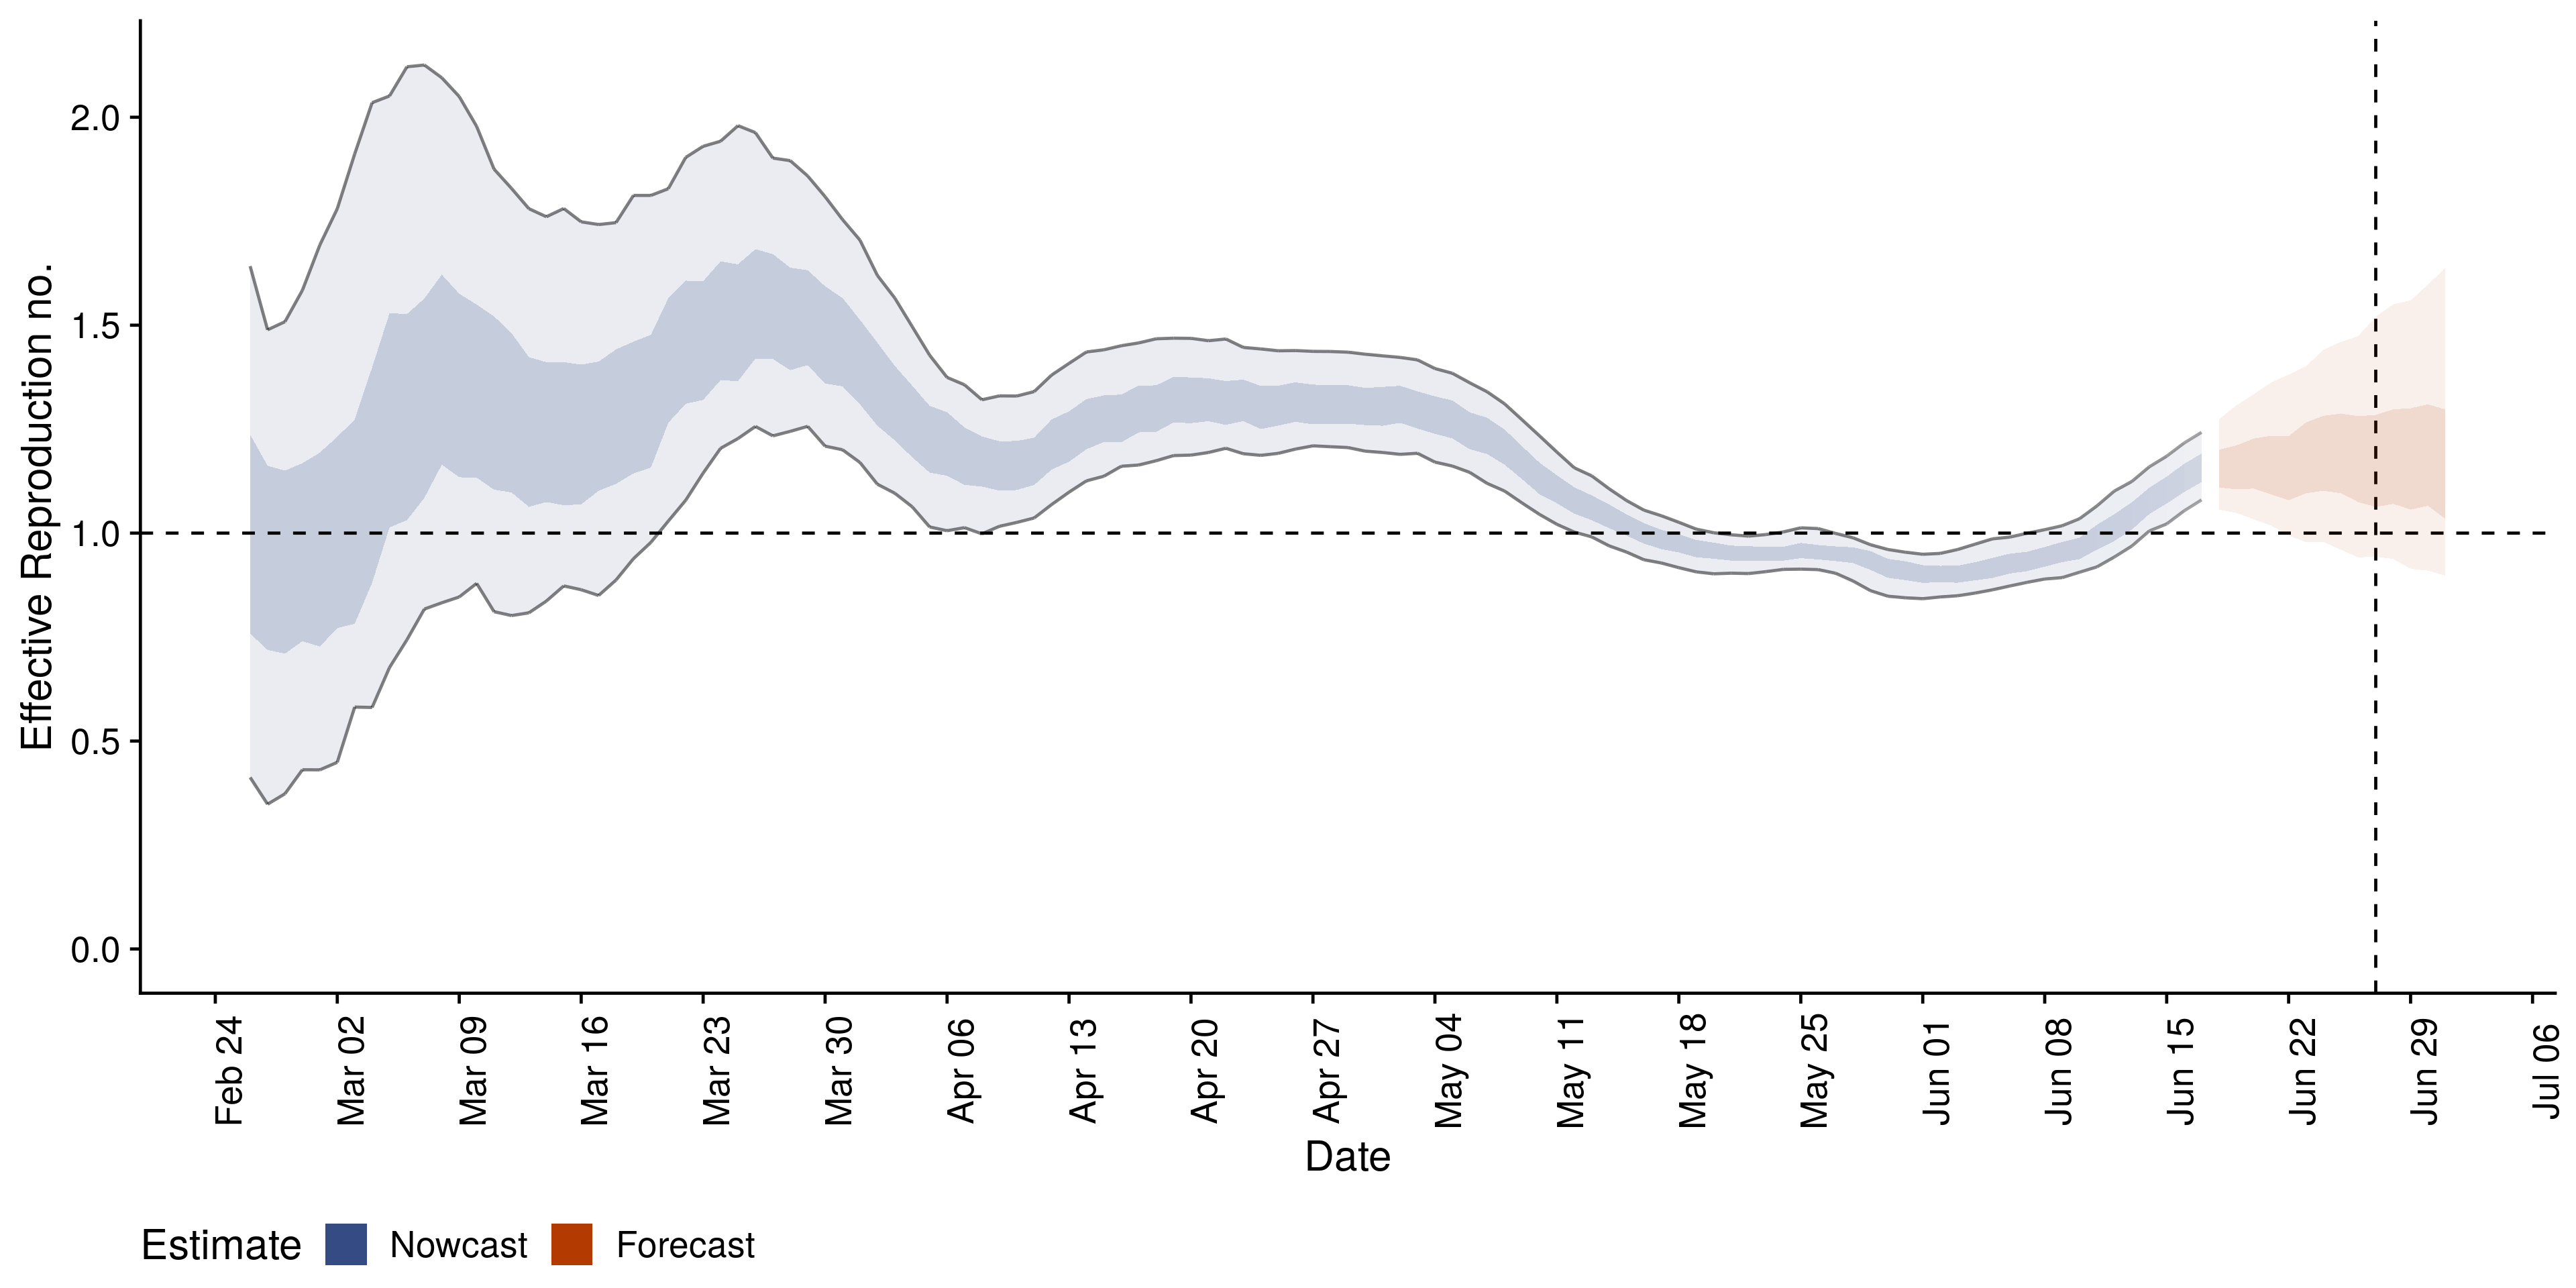 Effective Reproduction no.
2.0
1.5
1.0
0.5
0.0
Feb 24
Mar 02
Mar 09
Mar 16
Mar 23
Mar 30
Apr 06
Apr 13
Apr 20
Apr 27
May 04
May 11
May 18
May 25
Jun 01
Jun 08
Jun 15
Jun 22
Jun 29
Jul 06
Date
Estimate Nowcast Forecast